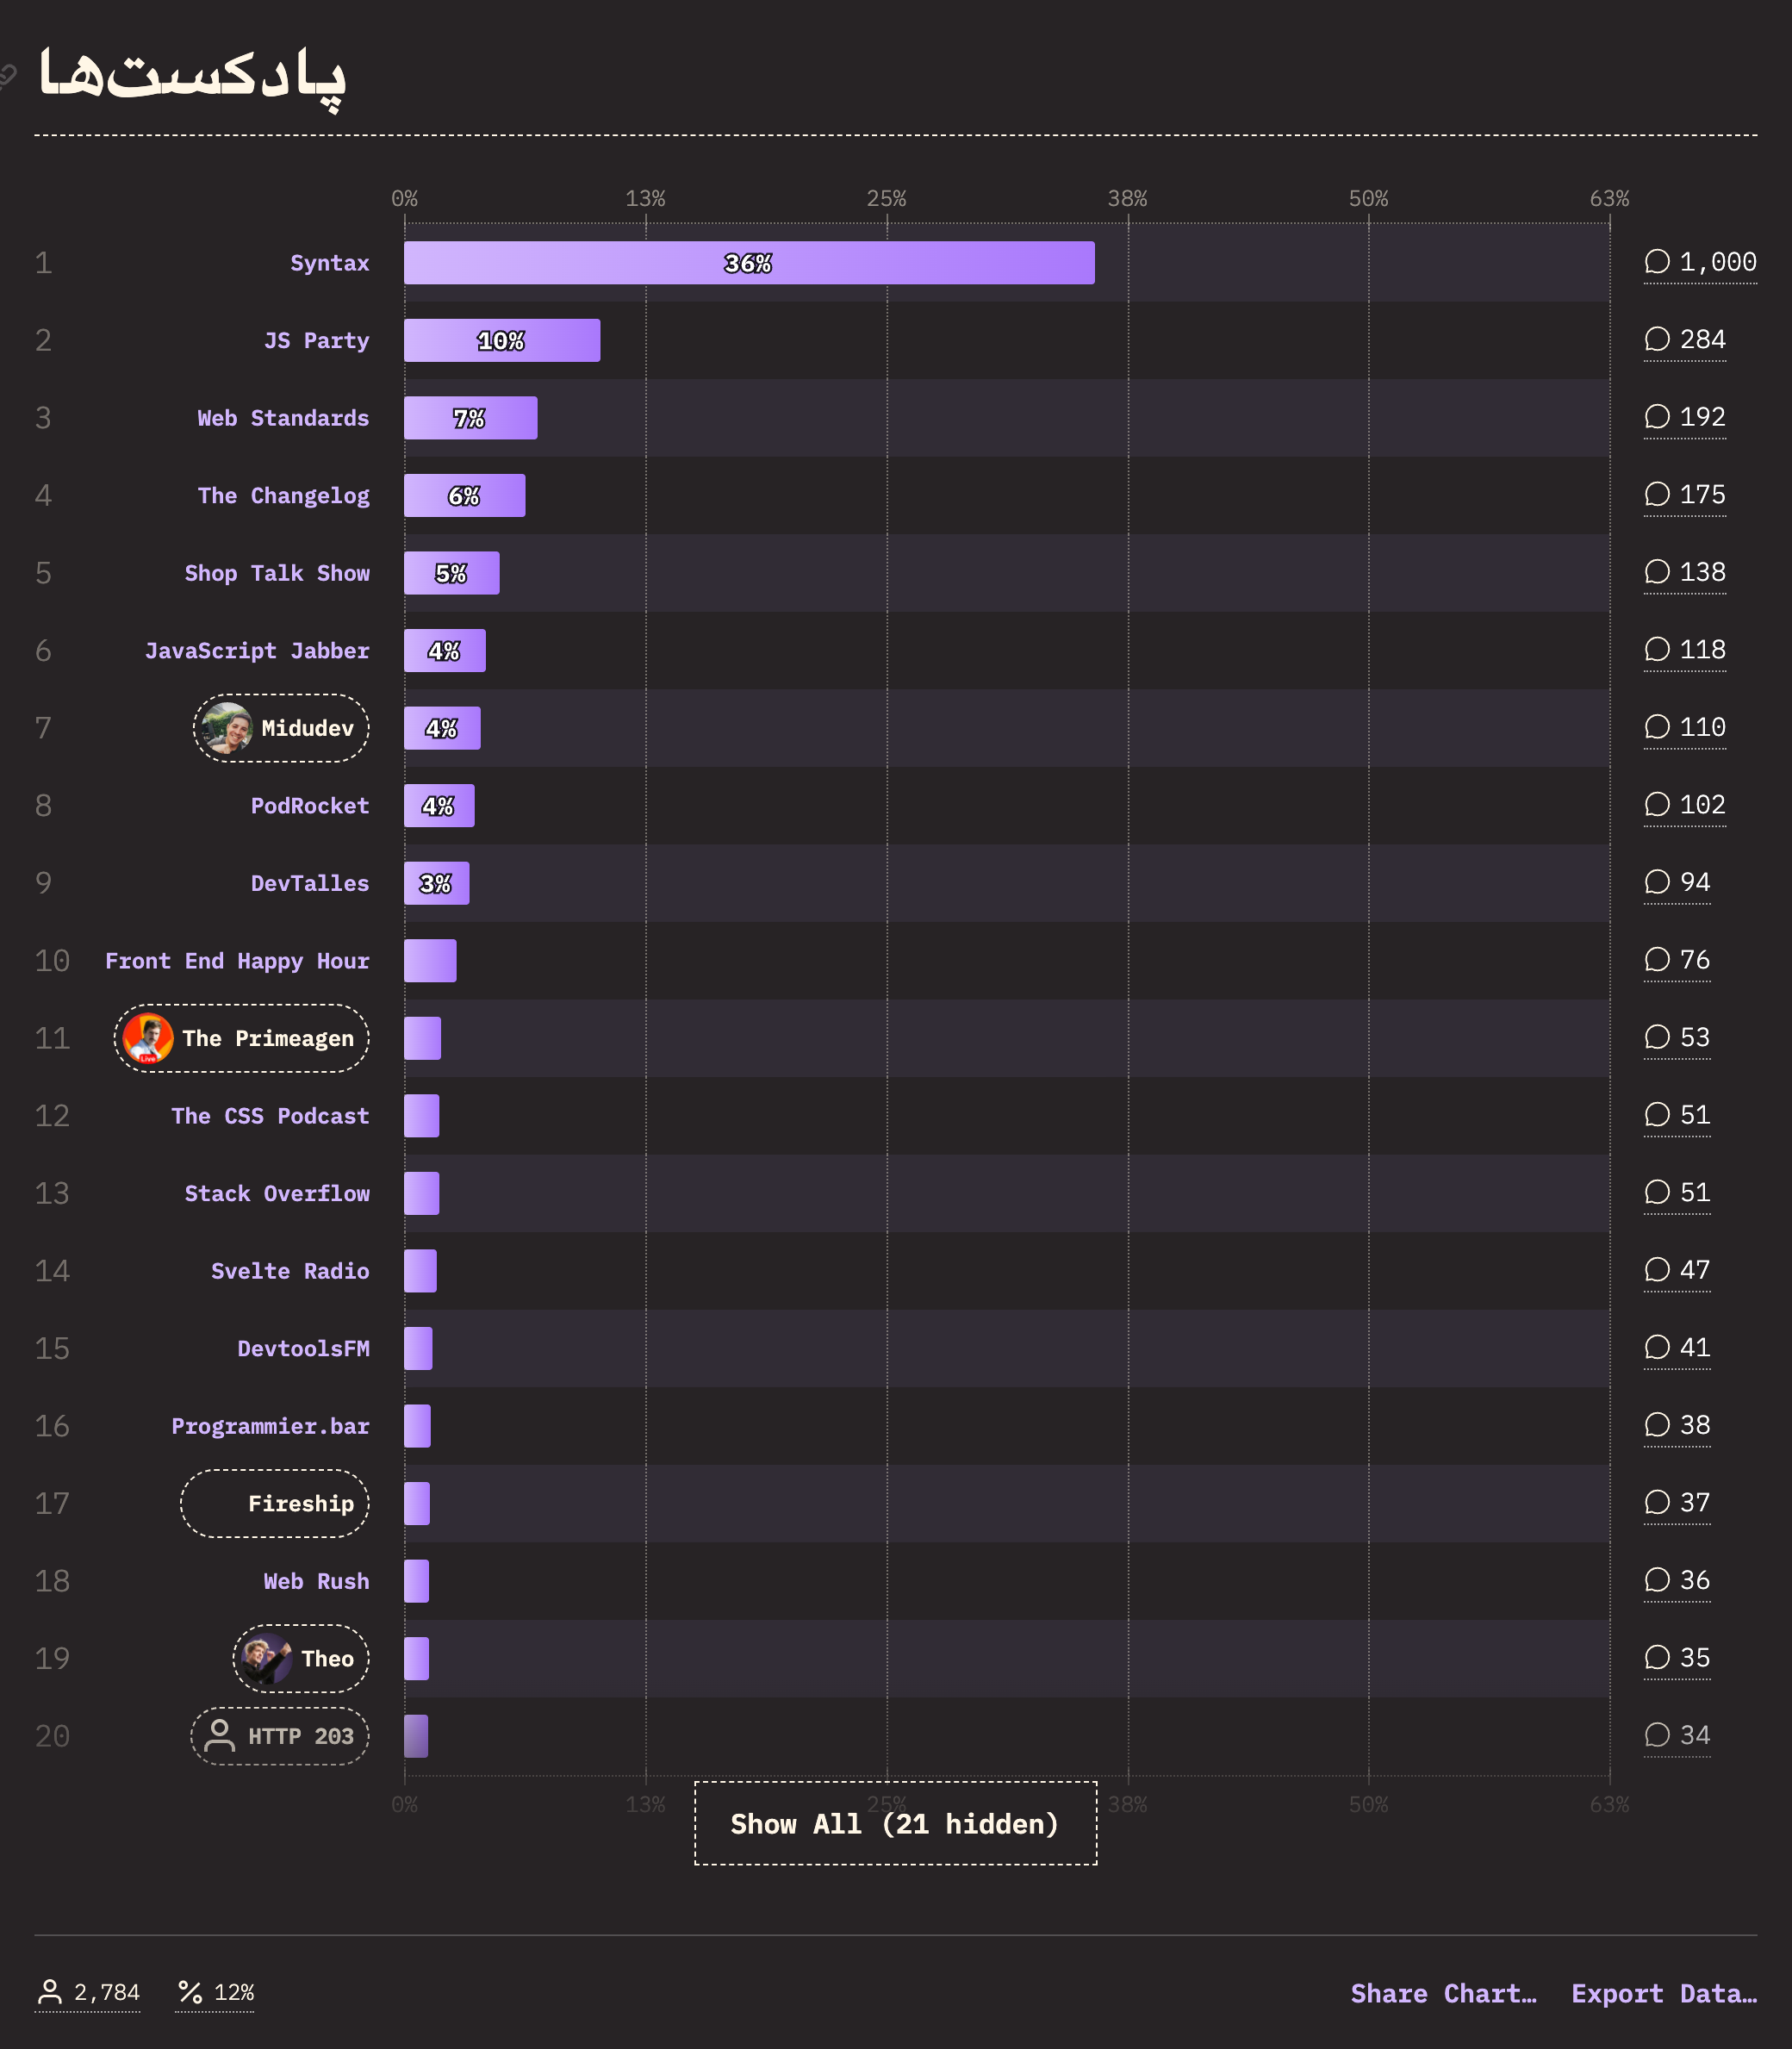 پادکست‌ها
0% 13% 25% 38% 50% 63%
1 Syntax 36% 1,000
2 JS Party 10% 284
3 Web Standards 7% 192
4 The Changelog 6% 175
5 Shop Talk Show 5% 138
6 JavaScript Jabber 4% 118
7 Midudev 4% 110
8 PodRocket 4% 102
9 DevTalles 3% 94
10 Front End Happy Hour 76
11 The Primeagen 53
12 The CSS Podcast 51
13 Stack Overflow 51
14 Svelte Radio 47
15 DevtoolsFM 41
16 Programmier.bar 38
17 Fireship 37
18 Web Rush 36
19 Theo 35
20 HTTP 203 34
0% 13% 25% 38% 50% 63%
Show All (21 hidden)
2,784 12% Share Chart… Export Data…